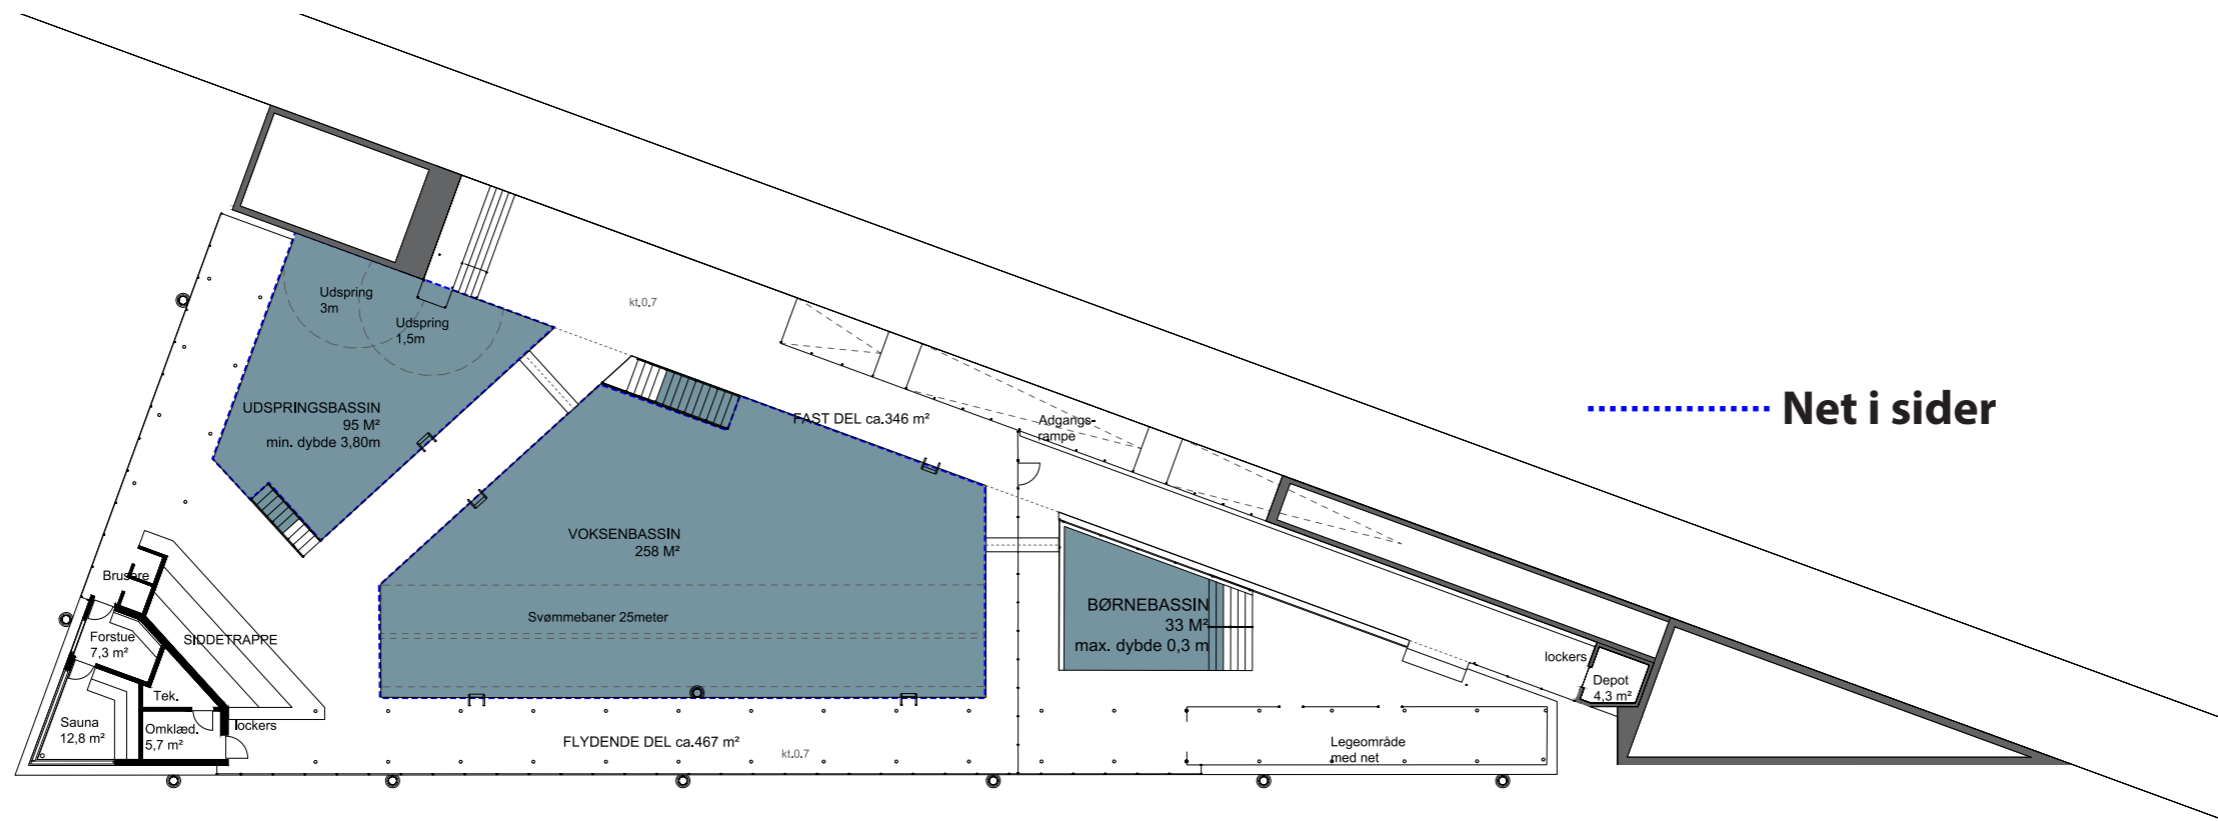 Udspring
3m
Udspring
1,5m
kt.0.7
UDSPRINGSBASSIN
95 M²
min. dybde 3,80m
FAST DEL ca.346 m²
Adgangs-
rampe
Net i sider
VOKSENBASSIN
258 M²
Svømmebaner 25meter
BØRNEBASSIN
33 M²
max. dybde 0,3 m
Brusere
Forstue
7,3 m²
SIDDETRAPPE
Tek.
Sauna
12,8 m²
Omklæd.
5,7 m²
lockers
FLYDENDE DEL ca.467 m²
kt.0.7
Legeområde
med net
lockers
Depot
4,3 m²